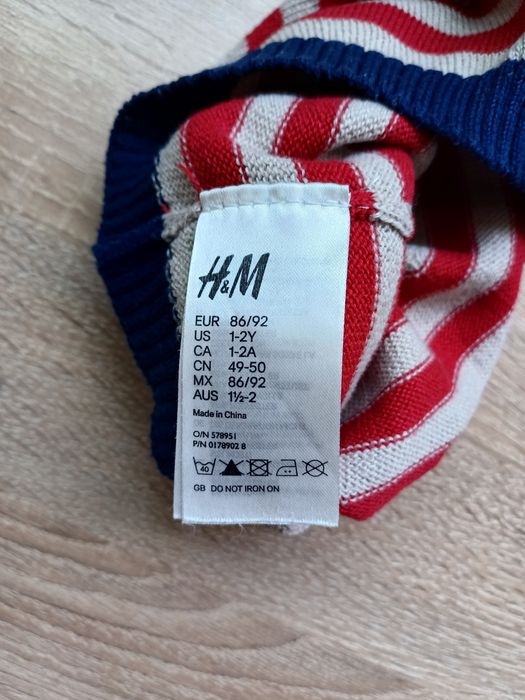 H&M
EUR 86/92
US 1-2Y
CA 1-2A
CN 49-50
MX 86/92
AUS 1½-2
Made in China
O/N 578951
P/N 0178902 8
40
GB DO NOT IRON ON